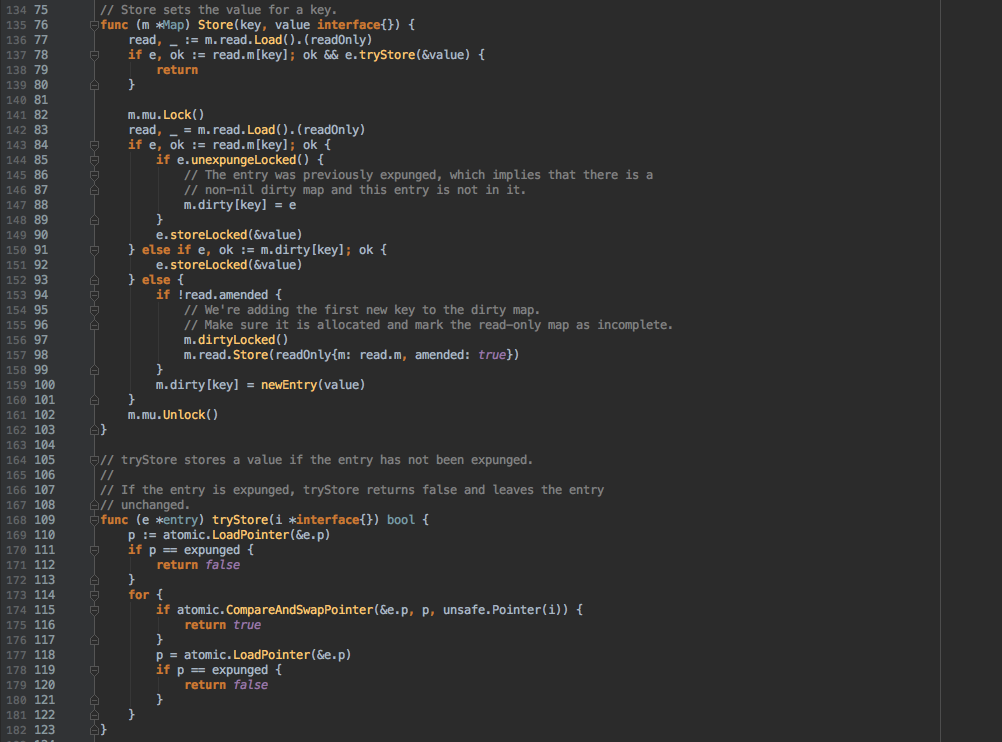 134 75 // Store sets the value for a key.
135 76 func (m *Map) Store(key, value interface{}) {
136 77     read, _ := m.read.Load().(readOnly)
137 78     if e, ok := read.m[key]; ok && e.tryStore(&value) {
138 79         return
139 80     }
140 81
141 82     m.mu.Lock()
142 83     read, _ = m.read.Load().(readOnly)
143 84     if e, ok := read.m[key]; ok {
144 85         if e.unexpungeLocked() {
145 86             // The entry was previously expunged, which implies that there is a
146 87             // non-nil dirty map and this entry is not in it.
147 88             m.dirty[key] = e
148 89         }
149 90         e.storeLocked(&value)
150 91     } else if e, ok := m.dirty[key]; ok {
151 92         e.storeLocked(&value)
152 93     } else {
153 94         if !read.amended {
154 95             // We're adding the first new key to the dirty map.
155 96             // Make sure it is allocated and mark the read-only map as incomplete.
156 97             m.dirtyLocked()
157 98             m.read.Store(readOnly{m: read.m, amended: true})
158 99         }
159 100         m.dirty[key] = newEntry(value)
160 101     }
161 102     m.mu.Unlock()
162 103 }
163 104
164 105 // tryStore stores a value if the entry has not been expunged.
165 106 //
166 107 // If the entry is expunged, tryStore returns false and leaves the entry
167 108 // unchanged.
168 109 func (e *entry) tryStore(i *interface{}) bool {
169 110     p := atomic.LoadPointer(&e.p)
170 111     if p == expunged {
171 112         return false
172 113     }
173 114     for {
174 115         if atomic.CompareAndSwapPointer(&e.p, p, unsafe.Pointer(i)) {
175 116             return true
176 117         }
177 118         p = atomic.LoadPointer(&e.p)
178 119         if p == expunged {
179 120             return false
180 121         }
181 122     }
182 123 }